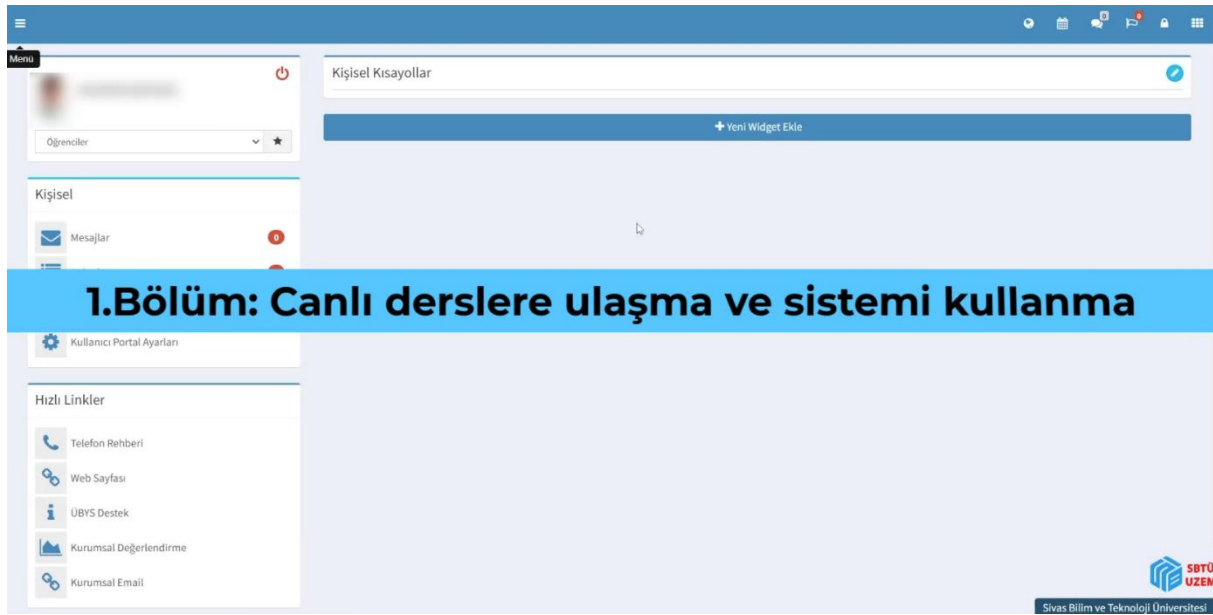 Menü
Kişisel Kısayollar
Yeni Widget Ekle
Öğrenciler
Kişisel
Mesajlar
0
1.Bölüm: Canlı derslere ulaşma ve sistemi kullanma
Kullanıcı Portal Ayarları
Hızlı Linkler
Telefon Rehberi
Web Sayfası
ÜBYS Destek
Kurumsal Değerlendirme
Kurumsal Email
SBTÜ
UZEM
Sivas Bilim ve Teknoloji Üniversitesi